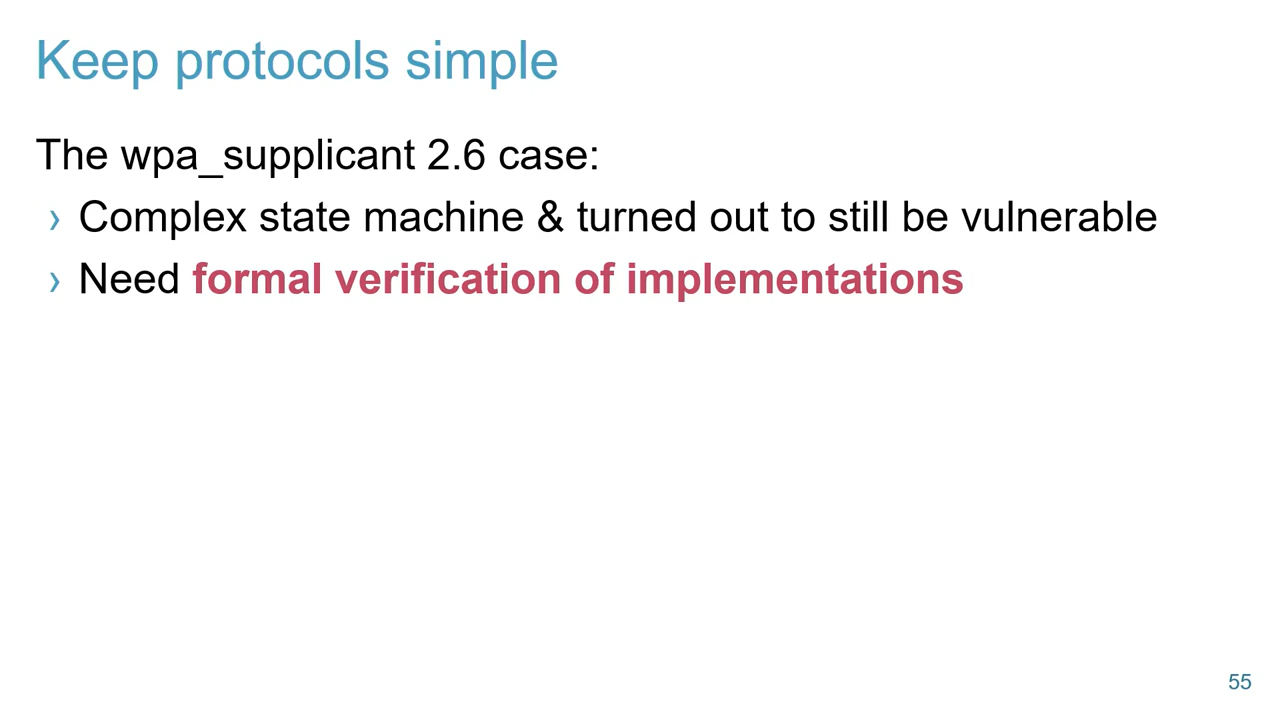 Keep protocols simple
The wpa_supplicant 2.6 case:
› Complex state machine & turned out to still be vulnerable
› Need formal verification of implementations
55